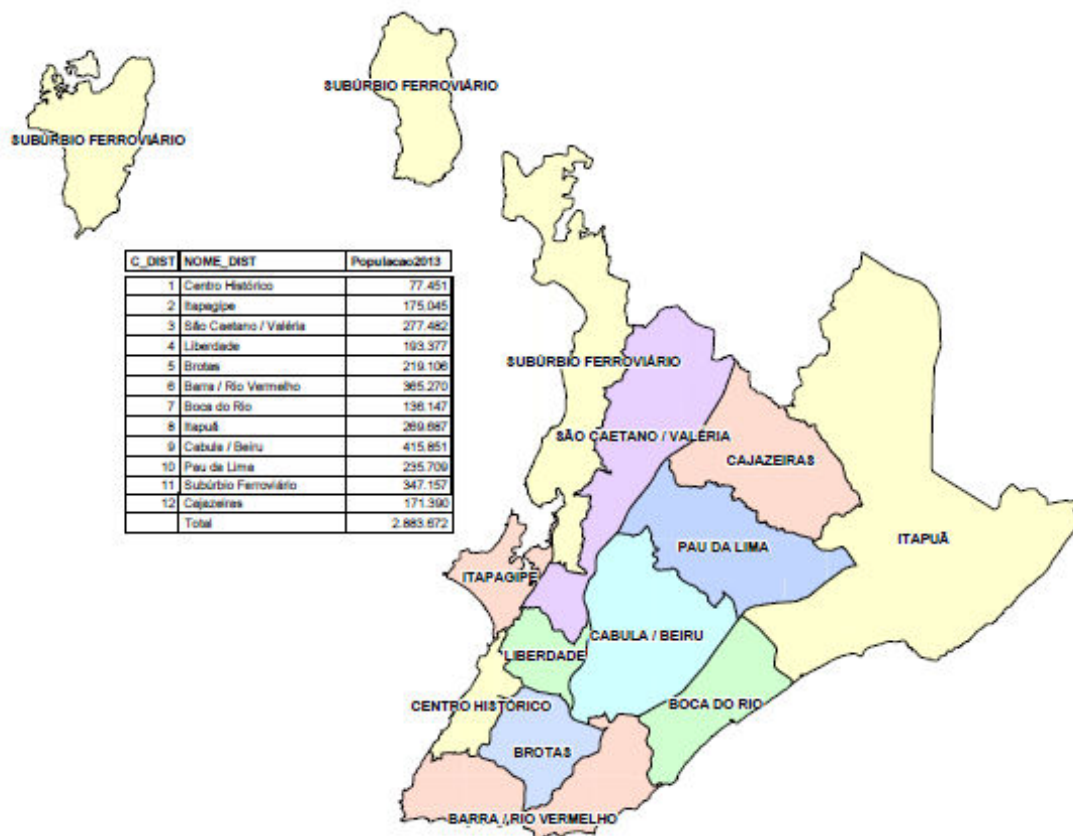 SUBÚRBIO FERROVIÁRIO
SUBÚRBIO FERROVIÁRIO
C_DIST NOME_DIST Populacao2013
1 Centro Histórico 77.451
2 Itapagipe 175.045
3 São Caetano / Valéria 277.482
4 Liberdade 193.377
5 Brotas 219.106
6 Barra / Rio Vermelho 365.270
7 Boca do Rio 136.147
8 Itapuã 269.687
9 Cabula / Beiru 415.851
10 Pau da Lima 235.709
11 Subúrbio Ferroviário 347.157
12 Cajazeiras 171.390
Total 2.883.672
SUBÚRBIO FERROVIÁRIO
SÃO CAETANO / VALÉRIA
CAJAZEIRAS
ITAPUÃ
PAU DA LIMA
ITAPAGIPE
CABULA / BEIRU
LIBERDADE
BOCA DO RIO
CENTRO HISTÓRICO
BROTAS
BARRA / RIO VERMELHO